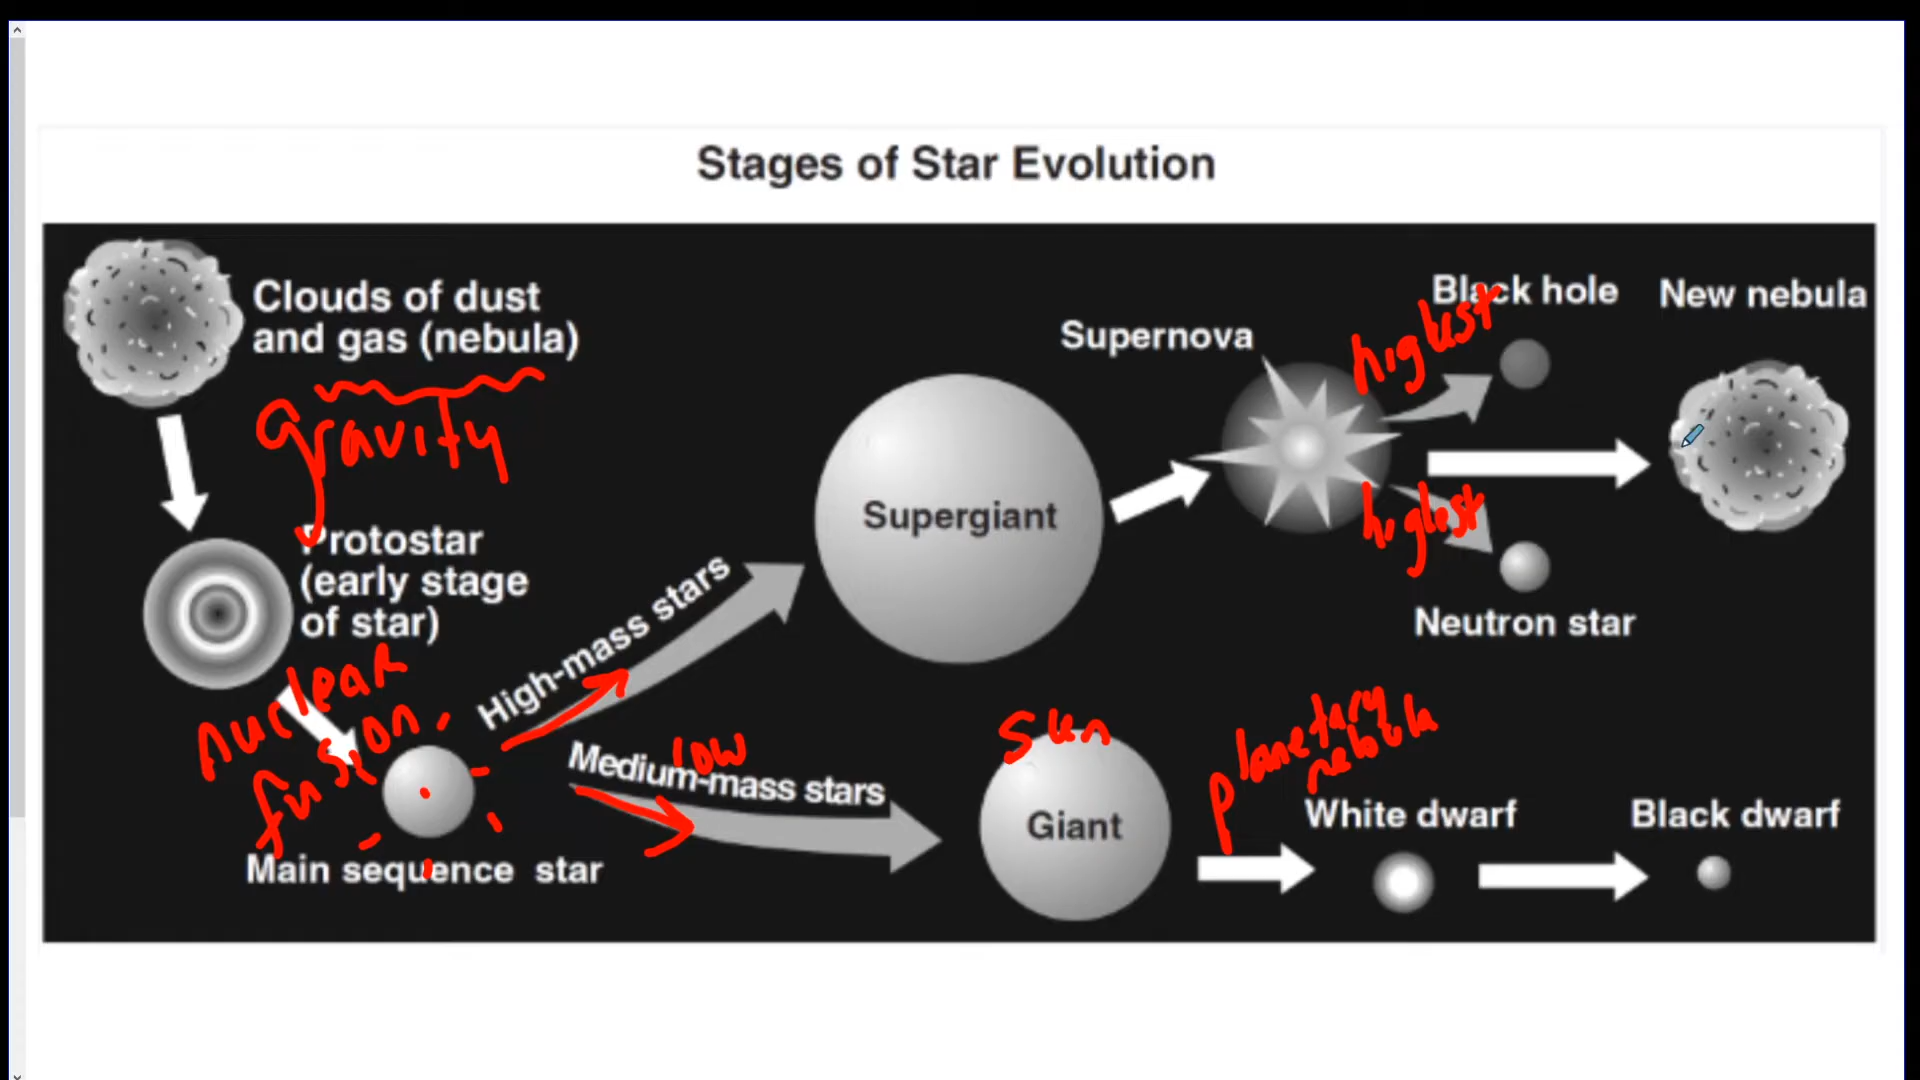 Stages of Star Evolution
Clouds of dust
and gas (nebula)
gravity
Protostar
(early stage
of star)
nuclear
fusion
Main sequence star
High-mass stars
low
Medium-mass stars
Supergiant
Sun
Giant
Supernova
highest
Black hole
New nebula
highest
Neutron star
planetary
nebula
White dwarf
Black dwarf